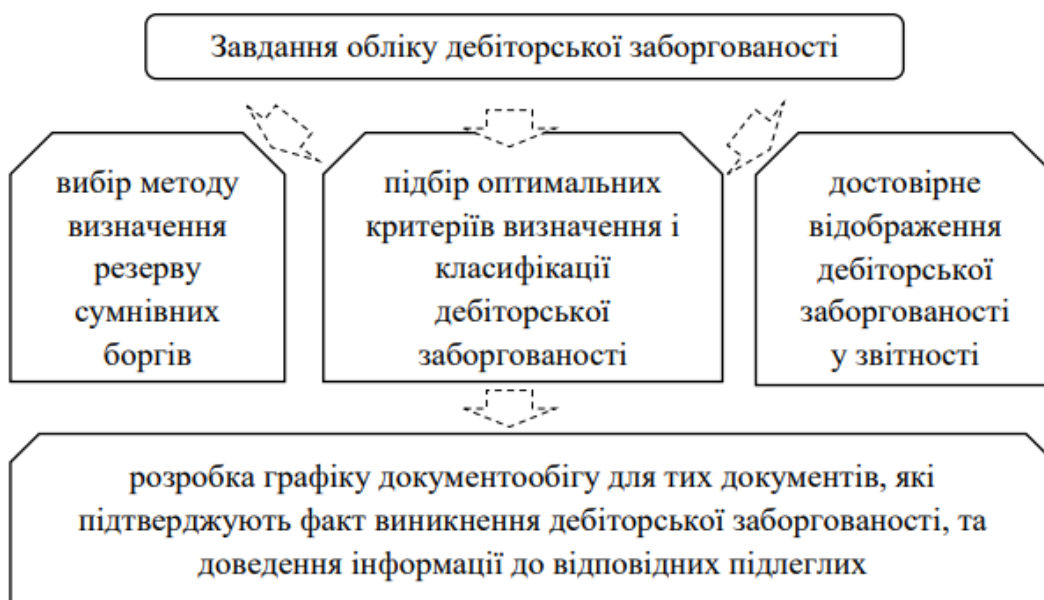 Завдання обліку дебіторської заборгованості
вибір методу
визначення
резерву
сумнівних
боргів
підбір оптимальних
критеріїв визначення і
класифікації
дебіторської
заборгованості
достовірне
відображення
дебіторської
заборгованості
у звітності
розробка графіку документообігу для тих документів, які
підтверджують факт виникнення дебіторської заборгованості, та
доведення інформації до відповідних підлеглих